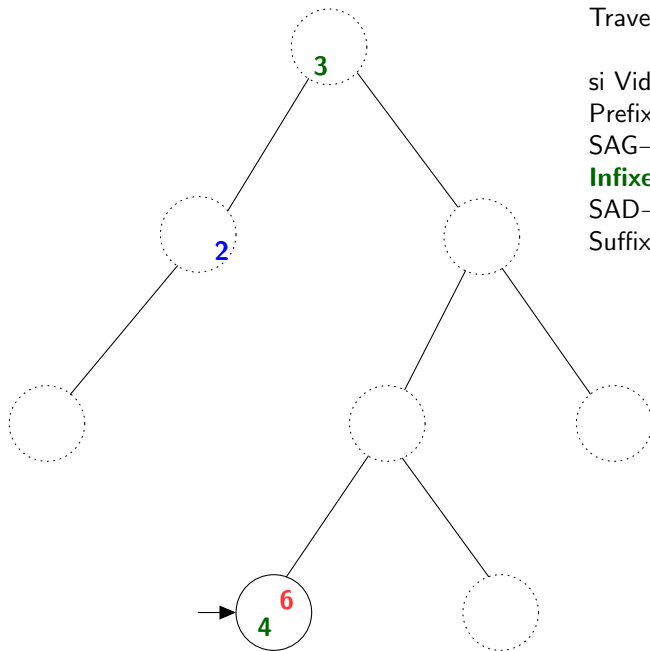 Trave
3
si Vid
Prefix
SAG–
Infixe
SAD–
2
Suffix
6
4